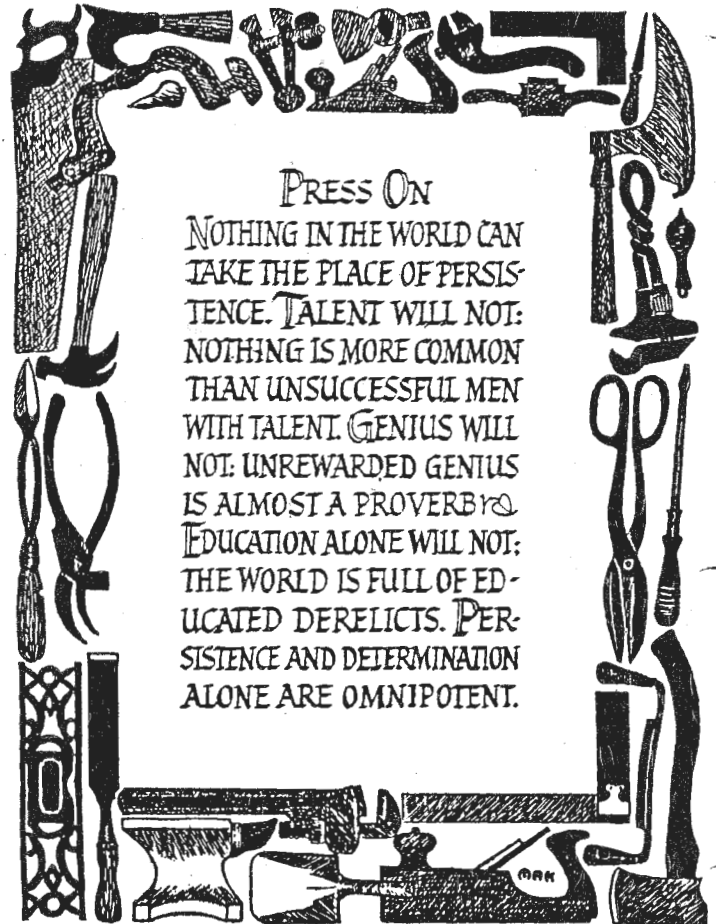 PRESS ON
NOTHING IN THE WORLD CAN
TAKE THE PLACE OF PERSIS-
TENCE. TALENT WILL NOT:
NOTHING IS MORE COMMON
THAN UNSUCCESSFUL MEN
WITH TALENT. GENIUS WILL
NOT: UNREWARDED GENIUS
IS ALMOST A PROVERB
EDUCATION ALONE WILL NOT:
THE WORLD IS FULL OF ED-
UCATED DERELICTS. PER-
SISTENCE AND DETERMINATION
ALONE ARE OMNIPOTENT.
MRK